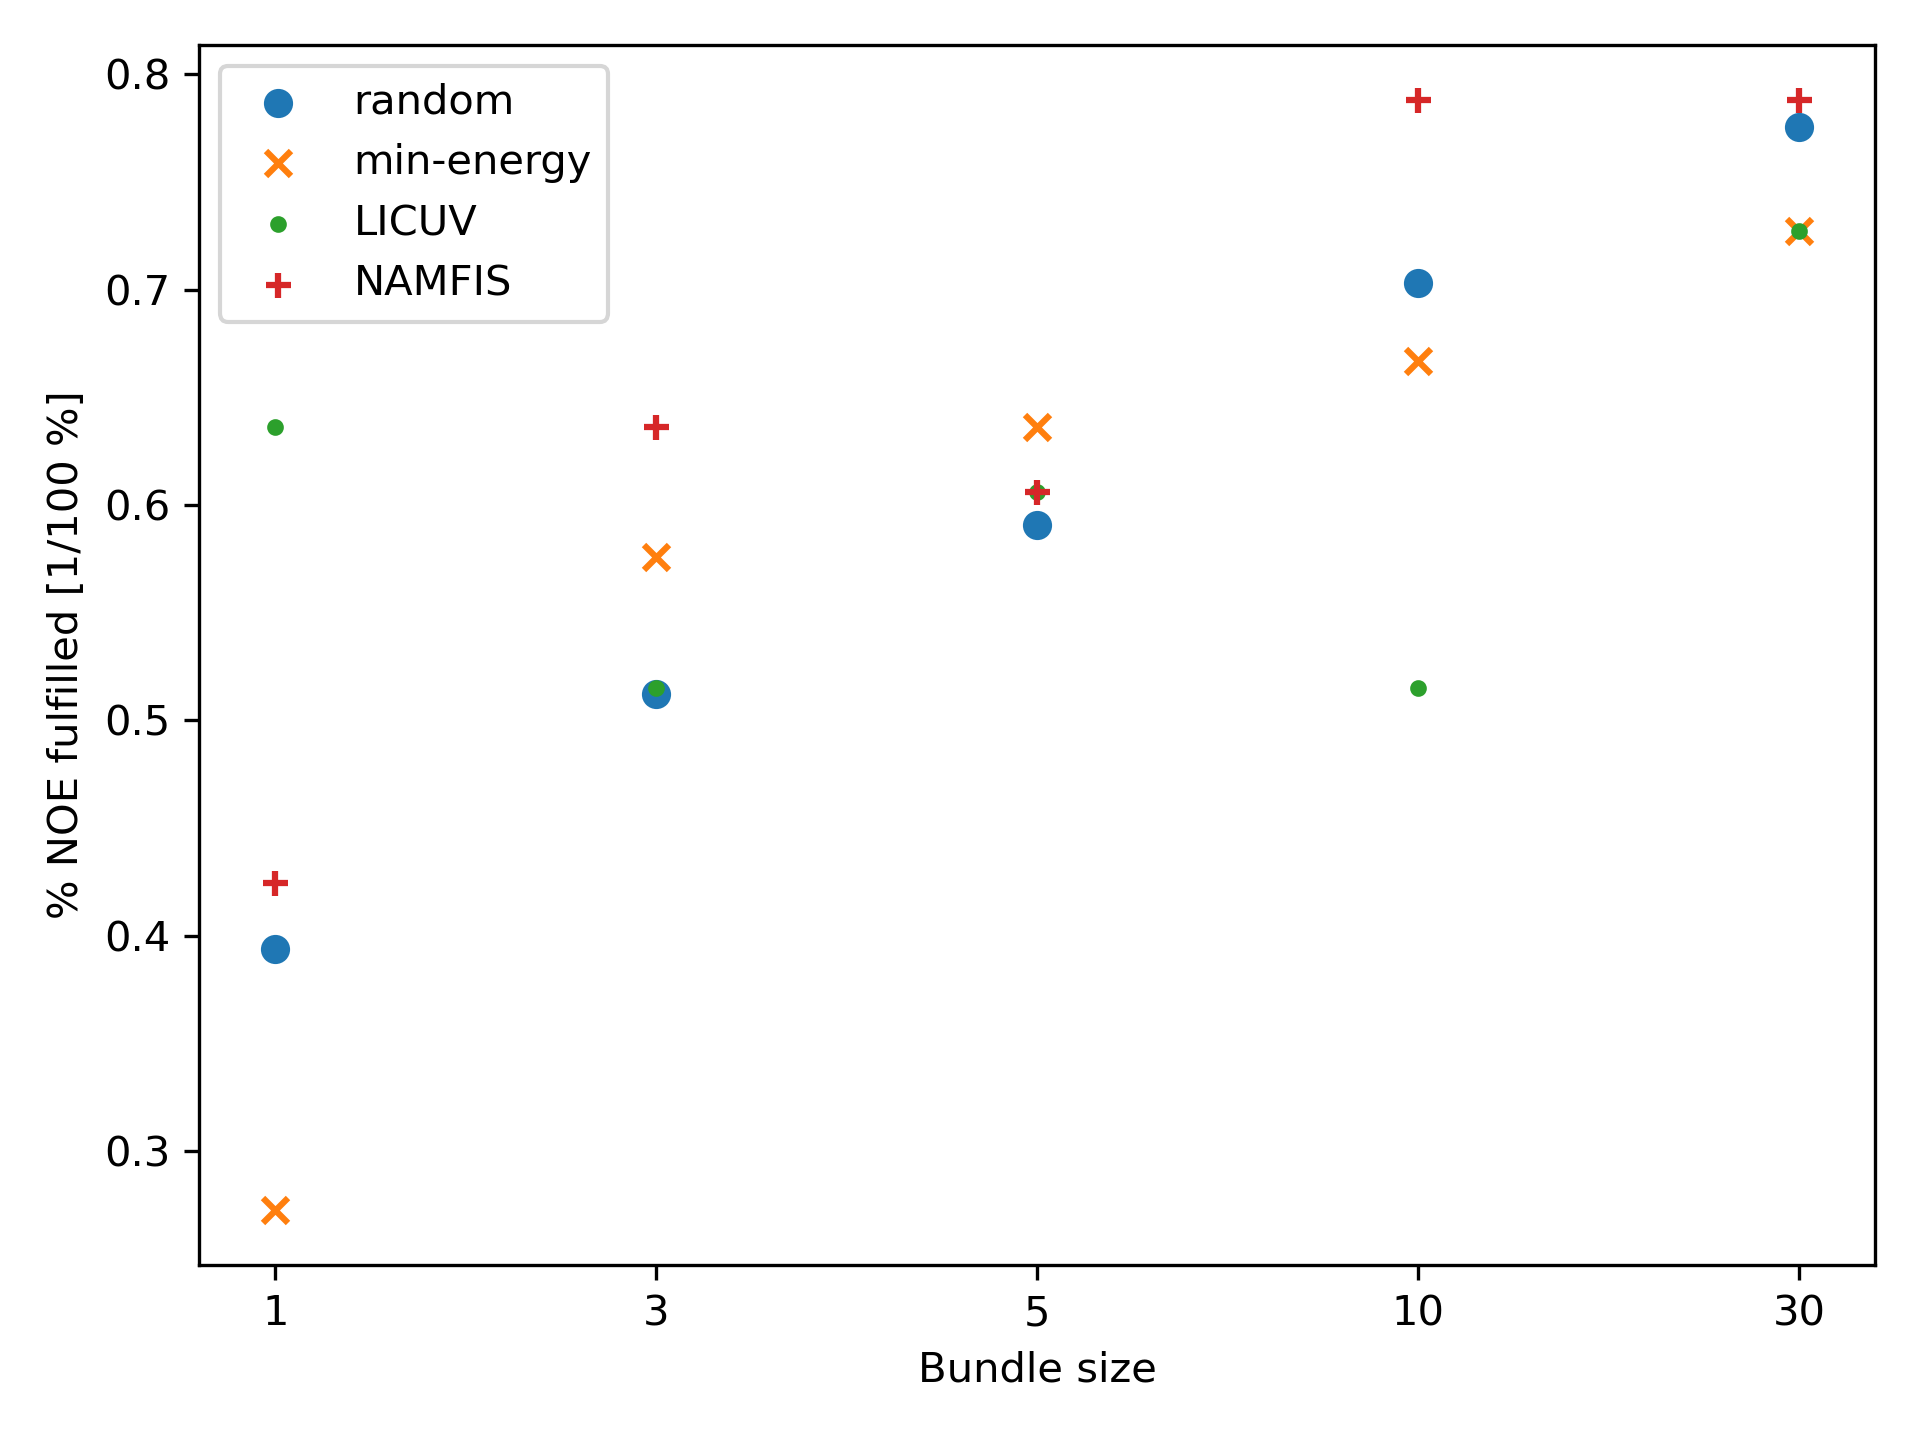 0.8
0.7
0.6
0.5
0.4
0.3
% NOE fulfilled [1/100 %]
random
min-energy
LICUV
NAMFIS
1 3 5 10 30
Bundle size